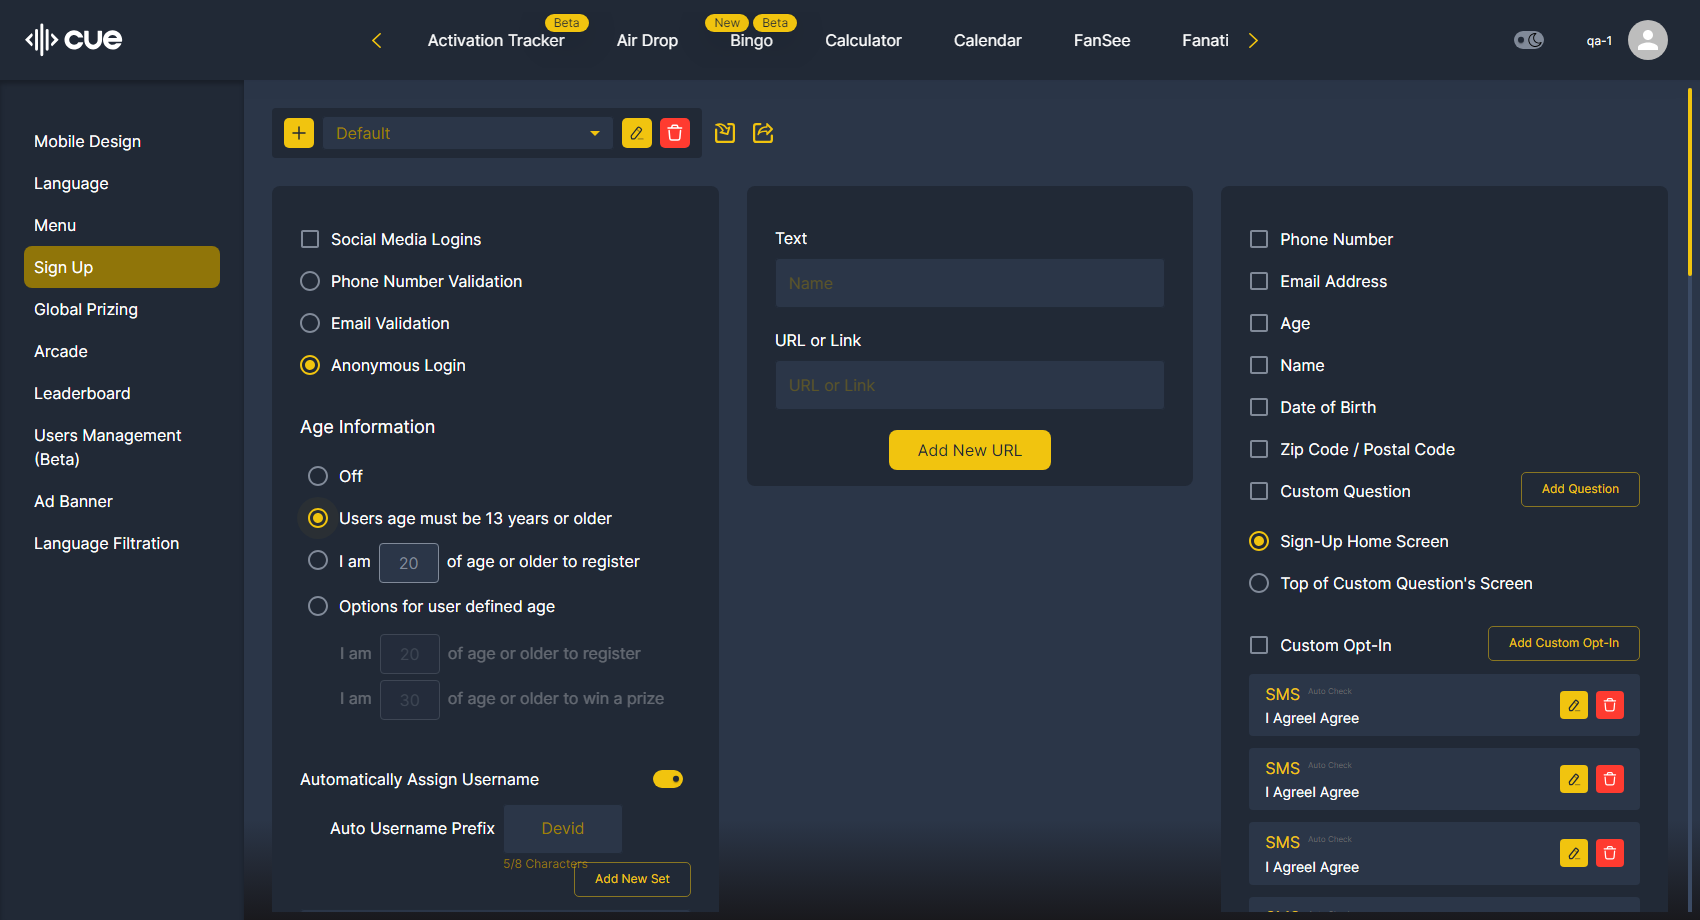 cue
Beta
New
Beta
Activation Tracker
Air Drop
Bingo
Calculator
Calendar
FanSee
Fanati
qa-1
Mobile Design
Language
Menu
Sign Up
Global Prizing
Arcade
Leaderboard
Users Management
(Beta)
Ad Banner
Language Filtration
Default
Social Media Logins
Phone Number Validation
Email Validation
Anonymous Login
Age Information
Off
Users age must be 13 years or older
I am 20 of age or older to register
Options for user defined age
I am 20 of age or older to register
I am 30 of age or older to win a prize
Automatically Assign Username
Auto Username Prefix Devid
5/8 Characters
Add New Set
Text
Name
URL or Link
URL or Link
Add New URL
Phone Number
Email Address
Age
Name
Date of Birth
Zip Code / Postal Code
Custom Question Add Question
Sign-Up Home Screen
Top of Custom Question's Screen
Custom Opt-In Add Custom Opt-In
SMS Auto Check
I AgreeI Agree
SMS Auto Check
I AgreeI Agree
SMS Auto Check
I AgreeI Agree